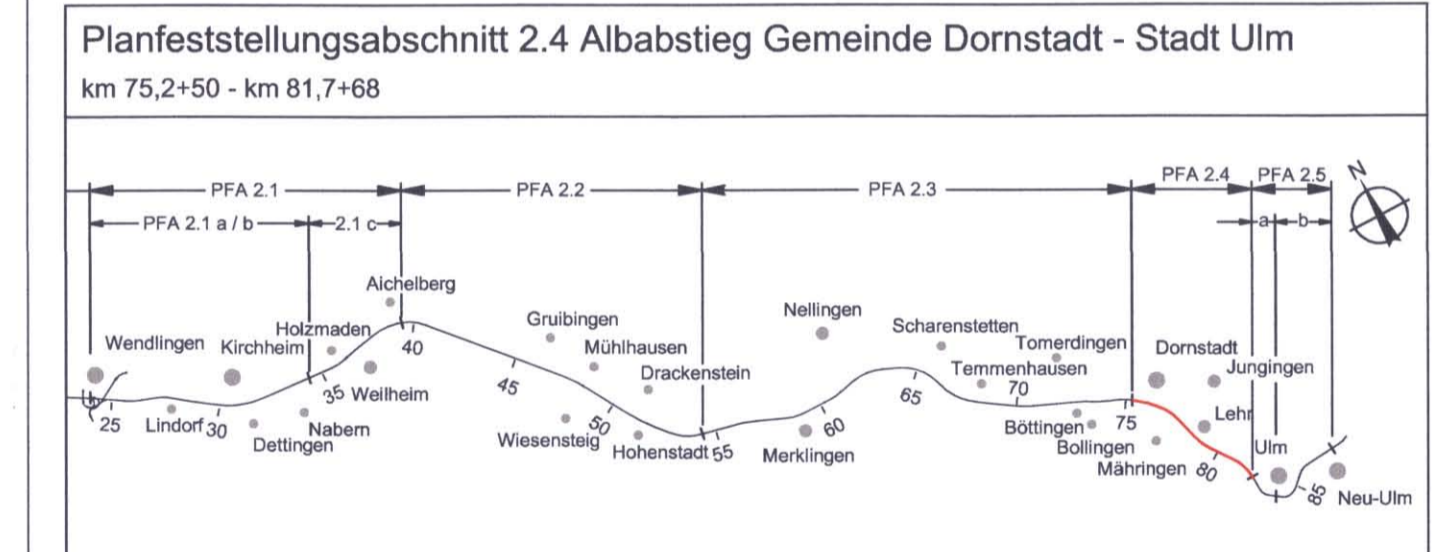 Planfeststellungsabschnitt 2.4 Albabstieg Gemeinde Dornstadt - Stadt Ulm
km 75,2+50 - km 81,7+68
PFA 2.1
PFA 2.2
PFA 2.3
PFA 2.4
PFA 2.5
N
PFA 2.1 a / b
2.1 c
a
b
Aichelberg
Wendlingen
Kirchheim
Holzmaden
40
Gruibingen
Mühlhausen
Drackenstein
Nellingen
Scharenstetten
Tomerdingen
Temmenhausen
Dornstadt
Jungingen
25
Lindorf
30
Dettingen
Nabern
35
Weilheim
45
Wiesensteig
50
Hohenstadt
55
Merklingen
60
65
70
Böttingen
75
Bollingen
Mähringen
80
Lehr
Ulm
85
Neu-Ulm